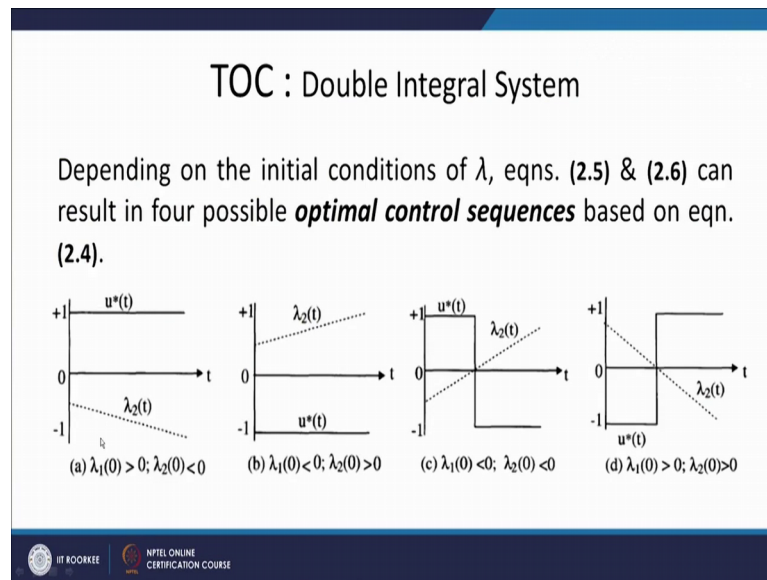 TOC : Double Integral System
Depending on the initial conditions of λ, eqns. (2.5) & (2.6) can
result in four possible optimal control sequences based on eqn.
(2.4).
+1 u*(t) 0 t λ₂(t) -1
(a) λ₁(0) > 0; λ₂(0) < 0
+1 λ₂(t) 0 t -1 u*(t)
(b) λ₁(0) < 0; λ₂(0) >0
+1 u*(t) λ₂(t) 0 t -1
(c) λ₁(0) <0; λ₂(0) <0
+1 0 t λ₂(t) -1 u*(t)
(d) λ₁(0) > 0; λ₂(0)>0
IIT ROORKEE
NPTEL
NPTEL ONLINE
CERTIFICATION COURSE